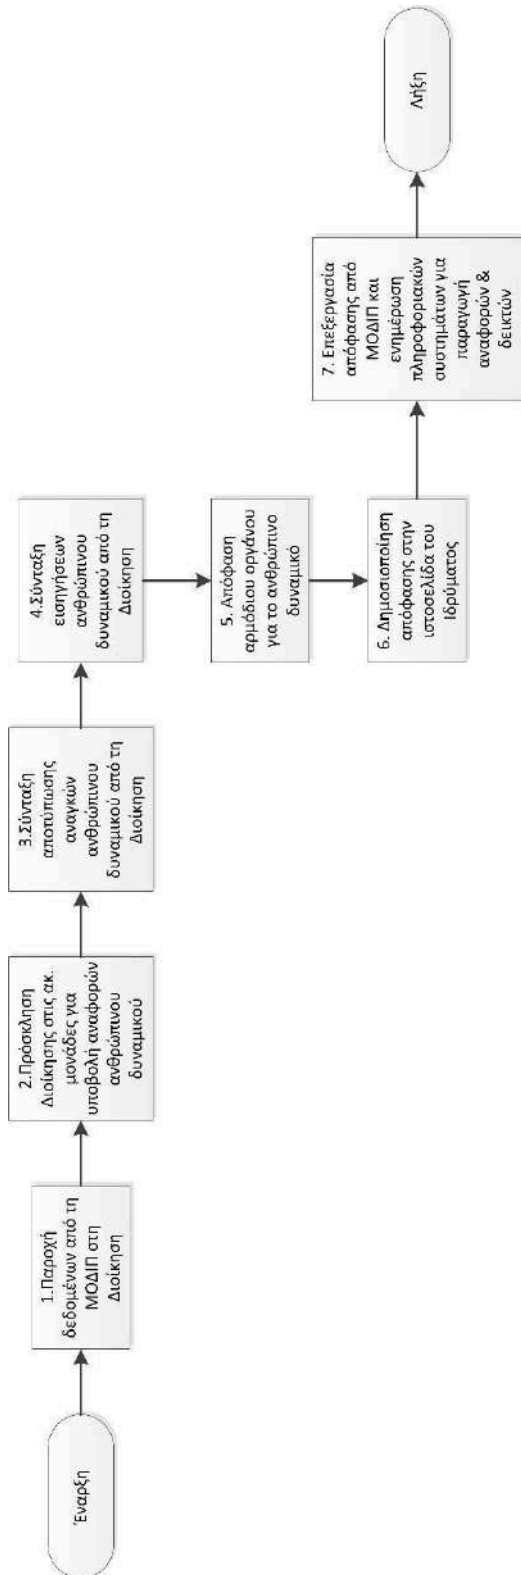 Έναρξη
1.Παροχή
δεδομένων από τη
ΜΟΔΙΠ στη
Διοίκηση
2.Πρόσκληση
Διοίκησης στις ακ.
μονάδες για
υποβολή αναφορών
ανθρώπινου
δυναμικού
3.Σύνταξη
αποτύπωσης
αναγκών
ανθρώπινου
δυναμικού από τη
Διοίκηση
4.Σύνταξη
εισηγήσεων
ανθρώπινου
δυναμικού από τη
Διοίκηση
5. Απόφαση
αρμόδιου οργάνου
για το ανθρώπινο
δυναμικό
6. Δημοσιοποίηση
απόφασης στην
ιστοσελίδα του
Ιδρύματος
7. Επεξεργασία
απόφασης από
ΜΟΔΙΠ και
ενημέρωση
πληροφοριακών
συστημάτων για
παραγωγή
αναφορών &
δεικτών
Λήξη